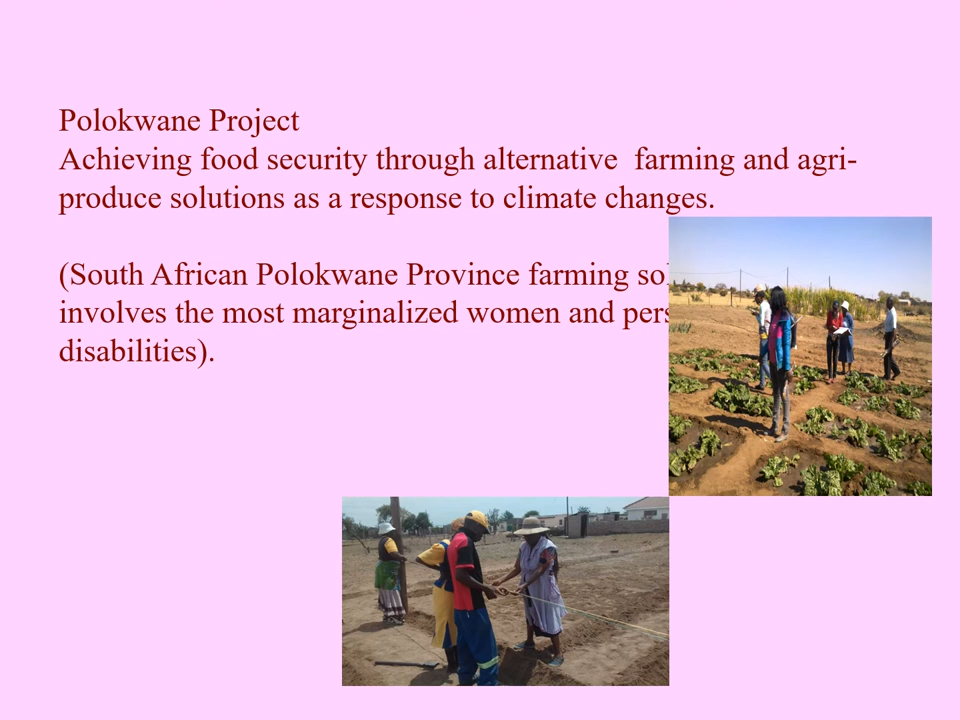 Polokwane Project
Achieving food security through alternative  farming and agri-
produce solutions as a response to climate changes.
(South African Polokwane Province farming
involves the most marginalized women and
disabilities).